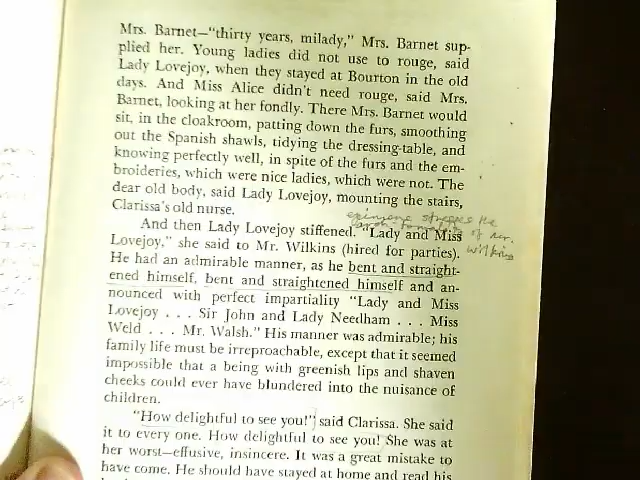 Mrs. Barnet—"thirty years, milady," Mrs. Barnet sup-
plied her. Young ladies did not use to rouge, said
Lady Lovejoy, when they stayed at Bourton in the old
days. And Miss Alice didn't need rouge, said Mrs.
Barnet, looking at her fondly. There Mrs. Barnet would
sit, in the cloakroom, patting down the furs, smoothing
out the Spanish shawls, tidying the dressing-table, and
knowing perfectly well, in spite of the furs and the em-
broideries, which were nice ladies, which were not. The
dear old body, said Lady Lovejoy, mounting the stairs,
Clarissa's old nurse.
the
of
And then Lady Lovejoy stiffened. "Lady and Miss
Wilkins
Lovejoy," she said to Mr. Wilkins (hired for parties).
He had an admirable manner, as he bent and straight-
ened himself, bent and straightened himself and an-
nounced with perfect impartiality "Lady and Miss
Lovejoy . . . Sir John and Lady Needham . . . Miss
Weld . . . Mr. Walsh." His manner was admirable; his
family life must be irreproachable, except that it seemed
impossible that a being with greenish lips and shaven
cheeks could ever have blundered into the nuisance of
children.
"How delightful to see you!" said Clarissa. She said
it to every one. How delightful to see you! She was at
her worst—effusive, insincere. It was a great mistake to
have come. He should have stayed at home and read his